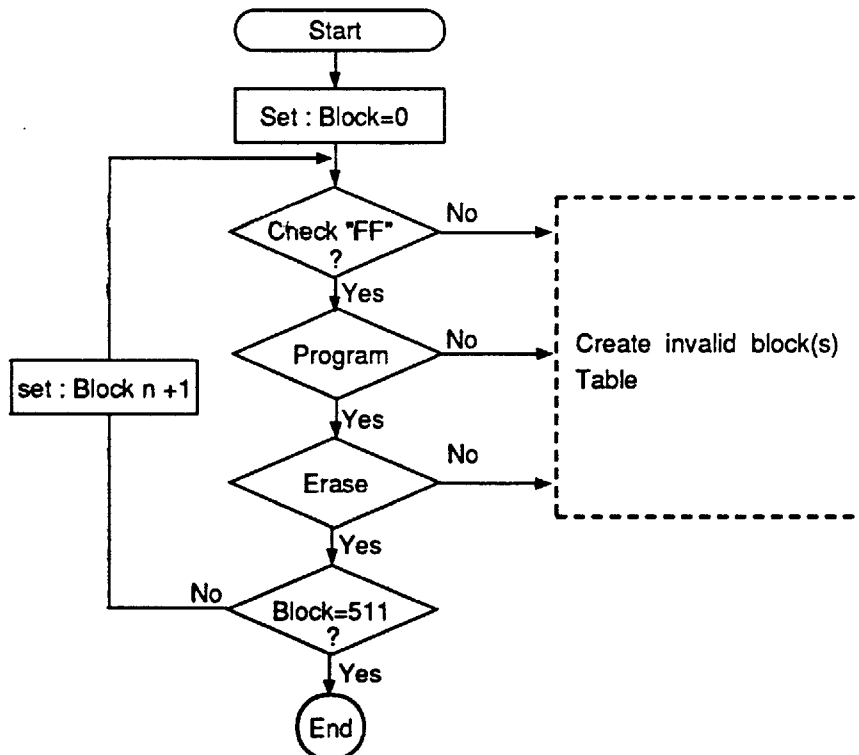 Start
Set : Block=0
Check "FF"
?
No
Yes
Program
No
Yes
Create invalid block(s)
Table
set : Block n +1
Erase
No
Yes
Block=511
?
No
Yes
End